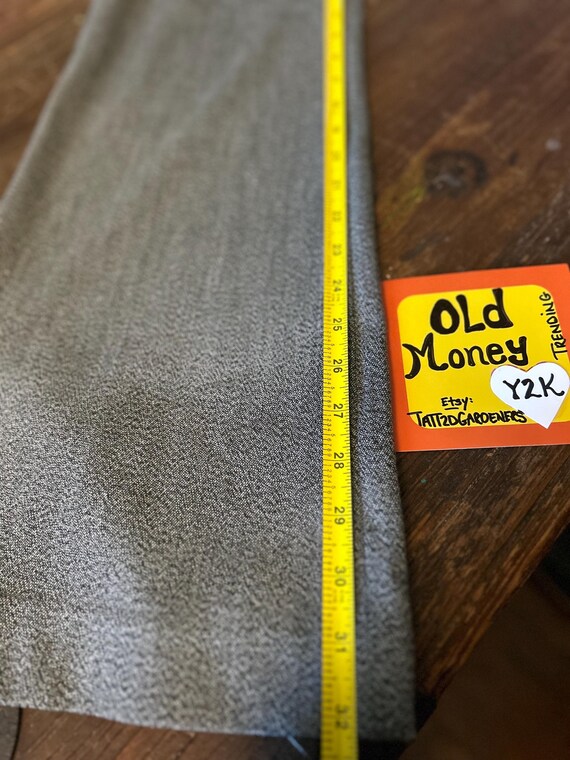 OLd
Money
TRENDING
Y2K
Etsy:
TATT2DGARDENERS
24
25
26
27
28
29
30
31
32